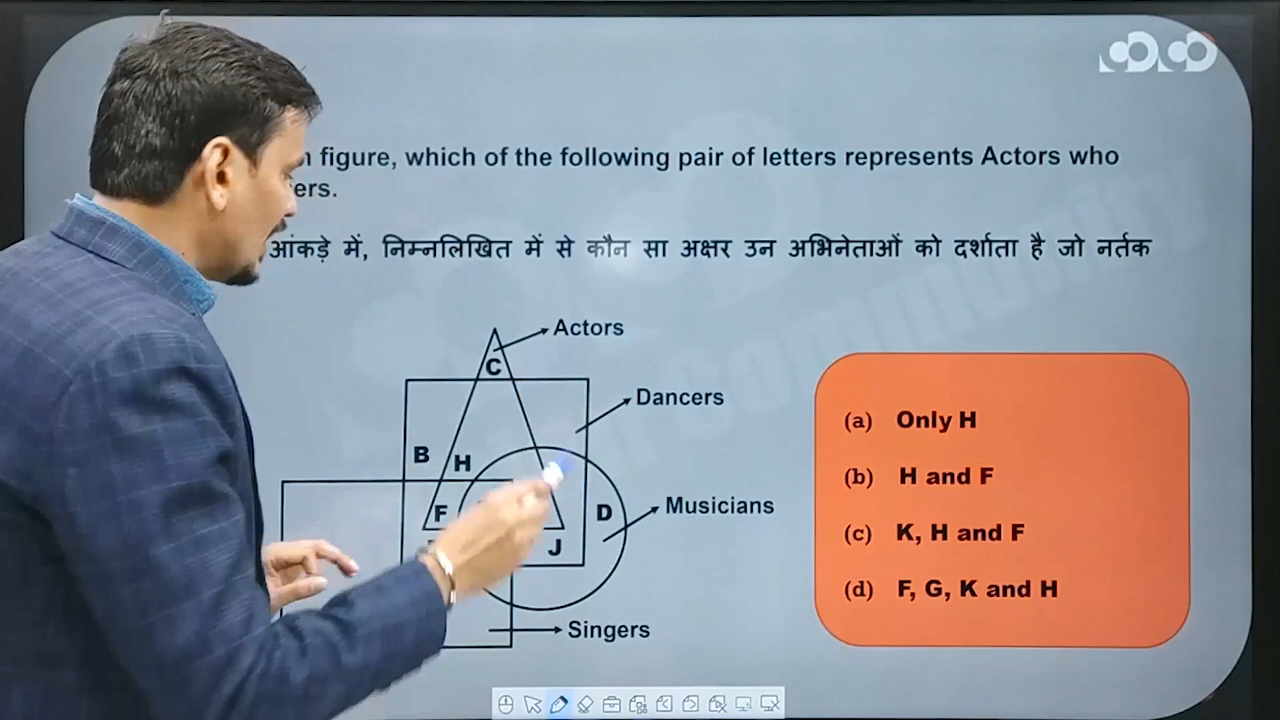 figure, which of the following pair of letters represents Actors who
आंकड़े में, निम्नलिखित में से कौन सा अक्षर उन अभिनेताओं को दर्शाता है जो नर्तक
Actors
C
Dancers
B
H
F
D
Musicians
J
Singers
(a) Only H
(b) H and F
(c) K, H and F
(d) F, G, K and H